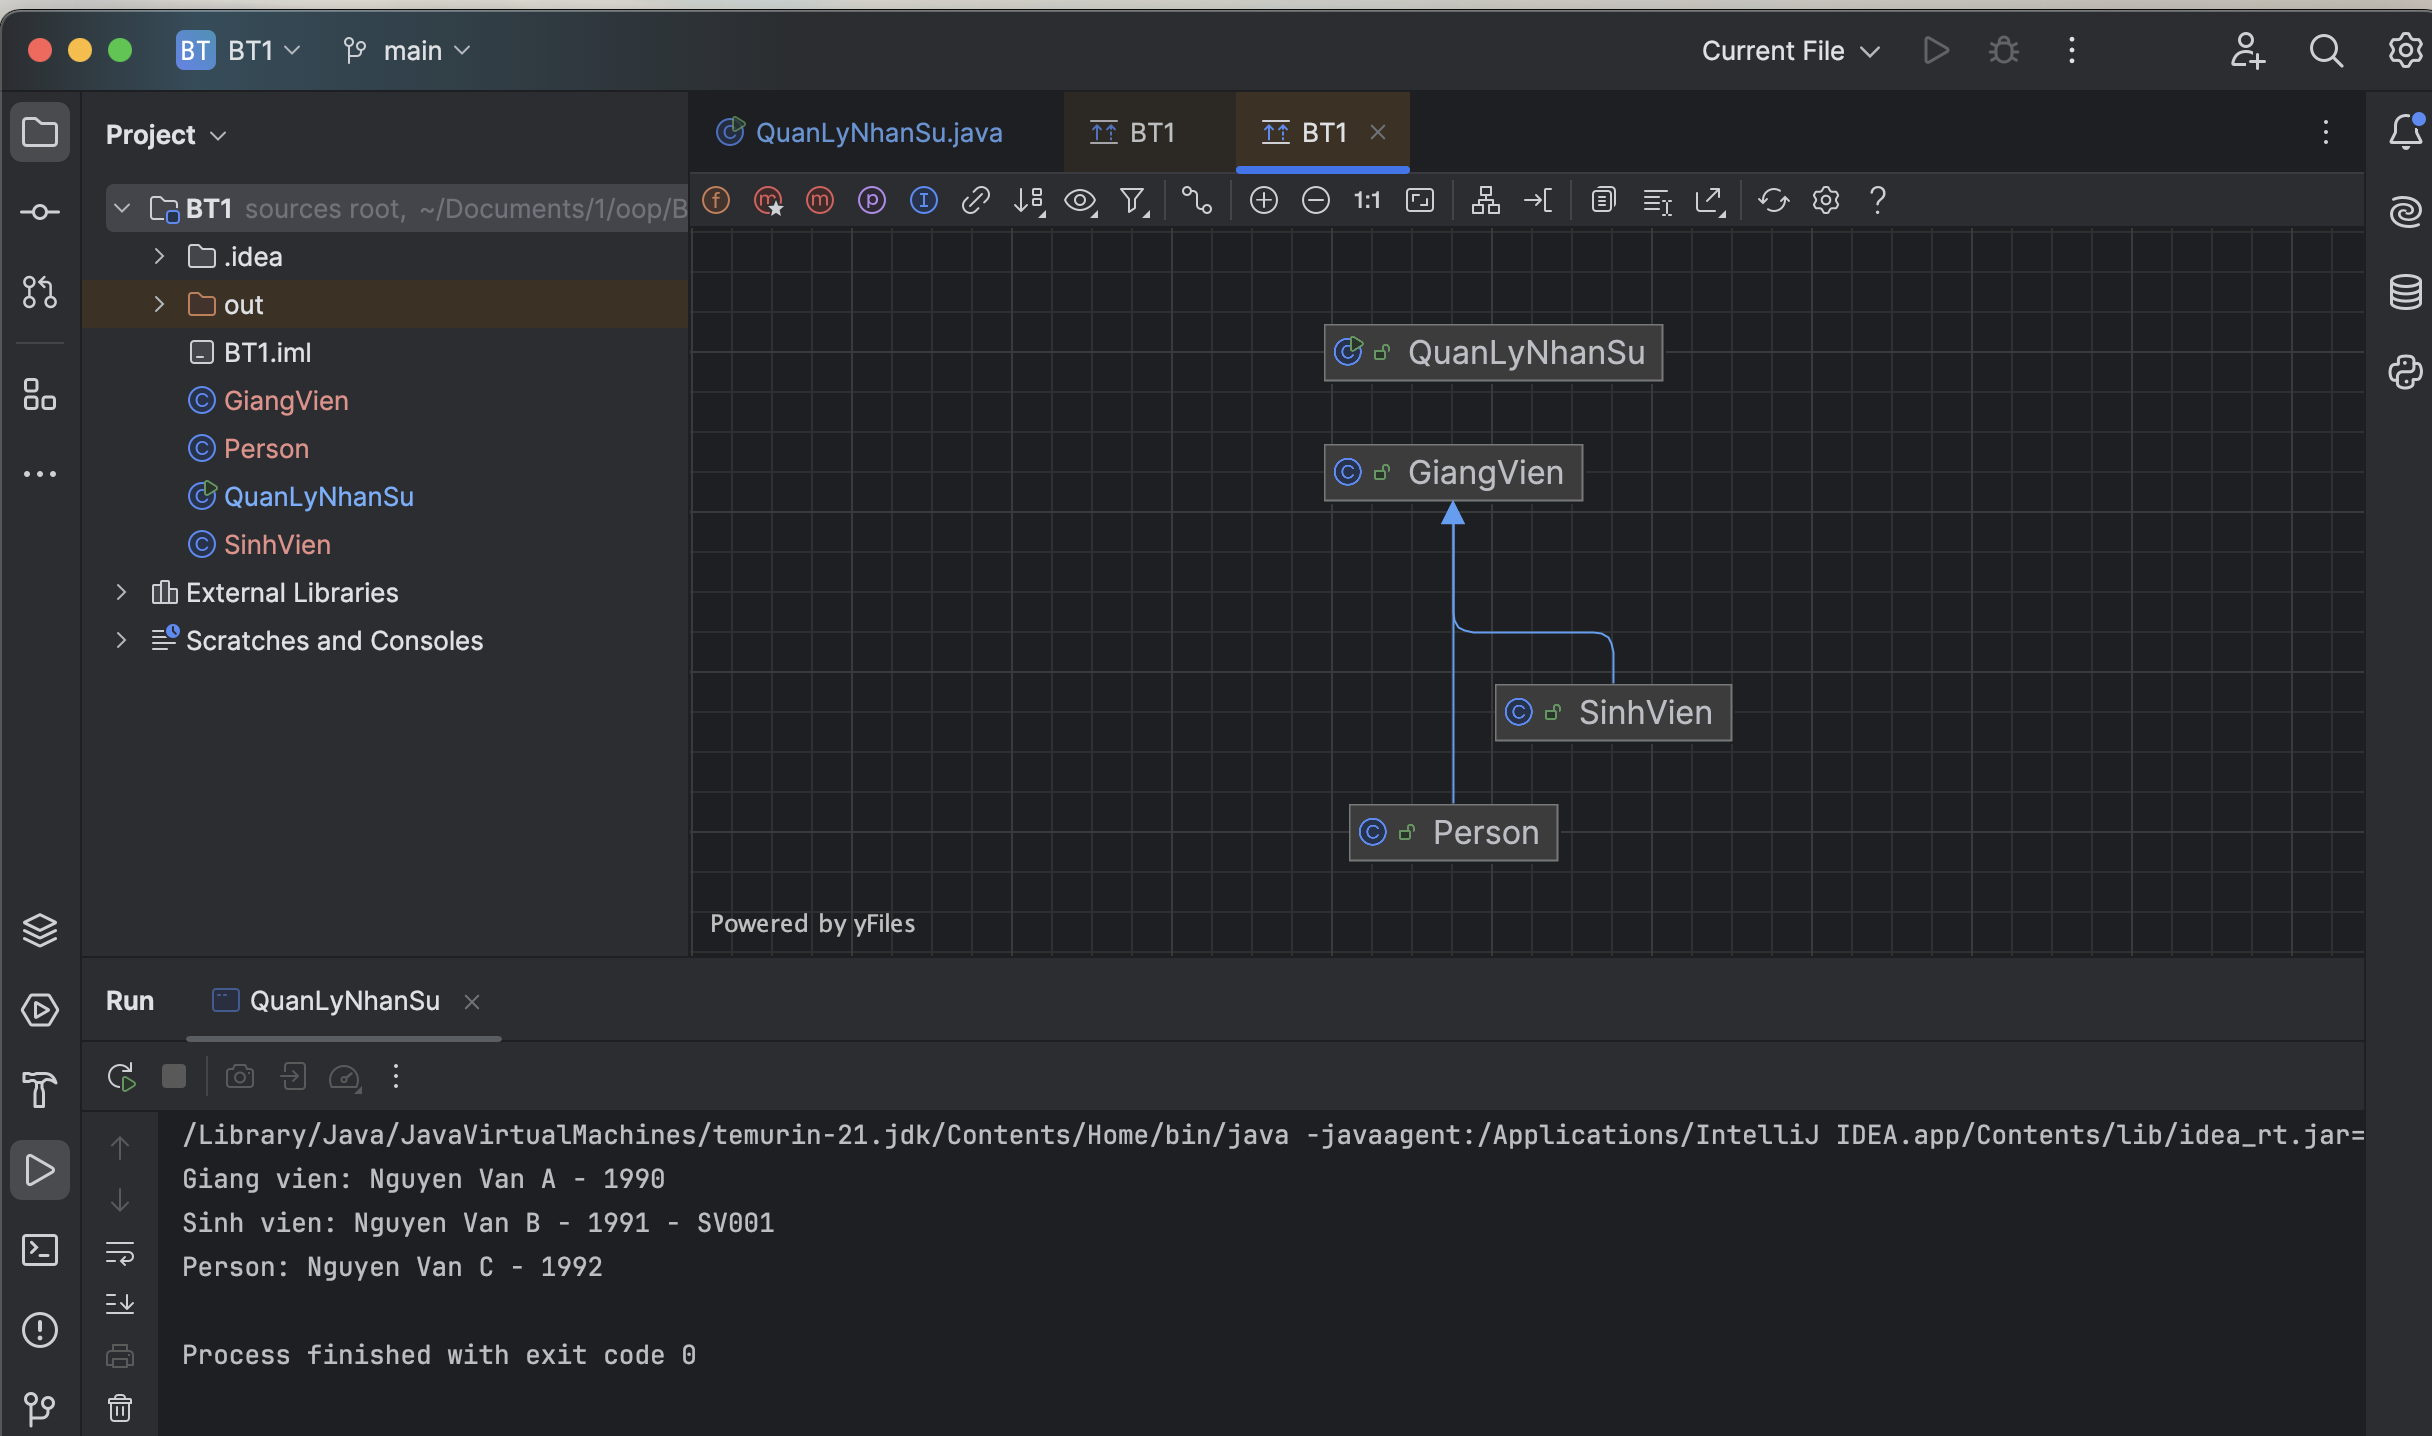 BT BT1 main Current File
Project
QuanLyNhanSu.java BT1 BT1
BT1 sources root, ~/Documents/1/oop/B
.idea
out
BT1.iml
GiangVien
Person
QuanLyNhanSu
SinhVien
External Libraries
Scratches and Consoles
f m m p I 1:1 ?
C QuanLyNhanSu
C GiangVien
C SinhVien
C Person
Powered by yFiles
Run QuanLyNhanSu
/Library/Java/JavaVirtualMachines/temurin-21.jdk/Contents/Home/bin/java -javaagent:/Applications/IntelliJ IDEA.app/Contents/lib/idea_rt.jar=
Giang vien: Nguyen Van A - 1990
Sinh vien: Nguyen Van B - 1991 - SV001
Person: Nguyen Van C - 1992
Process finished with exit code 0